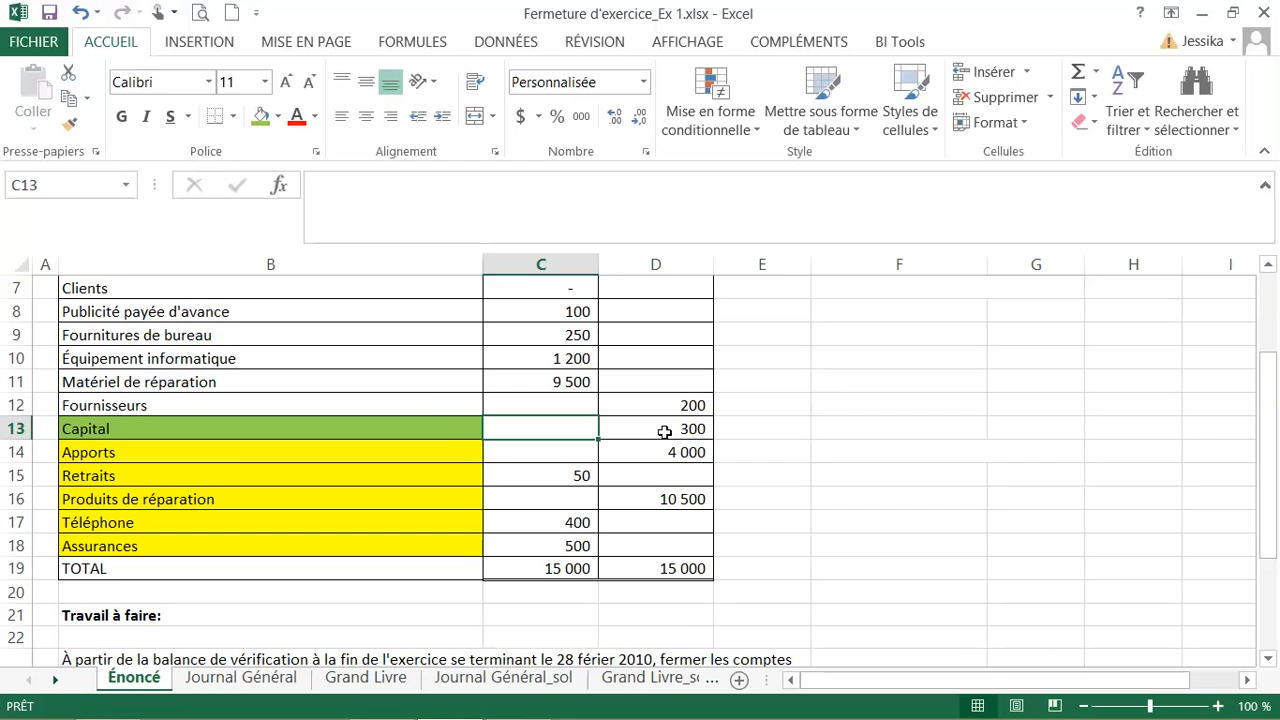 Fermeture d'exercice_Ex 1.xlsx - Excel
?
FICHIER ACCUEIL INSERTION MISE EN PAGE FORMULES DONNÉES RÉVISION AFFICHAGE COMPLÉMENTS BI Tools Jessika
Coller
Presse-papiers
Calibri 11
G I S A
Police
Alignement
Personnalisée
$ % 000
Nombre
Mise en forme conditionnelle
Mettre sous forme de tableau
Styles de cellules
Style
Insérer
Supprimer
Format
Cellules
Trier et filtrer
Rechercher et sélectionner
Édition
C13 fx
A B C D E F G H I
7 Clients -
8 Publicité payée d'avance 100
9 Fournitures de bureau 250
10 Équipement informatique 1 200
11 Matériel de réparation 9 500
12 Fournisseurs 200
13 Capital 300
14 Apports 4 000
15 Retraits 50
16 Produits de réparation 10 500
17 Téléphone 400
18 Assurances 500
19 TOTAL 15 000 15 000
20
21 Travail à faire:
22
À partir de la balance de vérification à la fin de l'exercice se terminant le 28 férier 2010, fermer les comptes
Énoncé Journal Général Grand Livre Journal Général_sol Grand Livre_sc ...
PRÊT 100 %